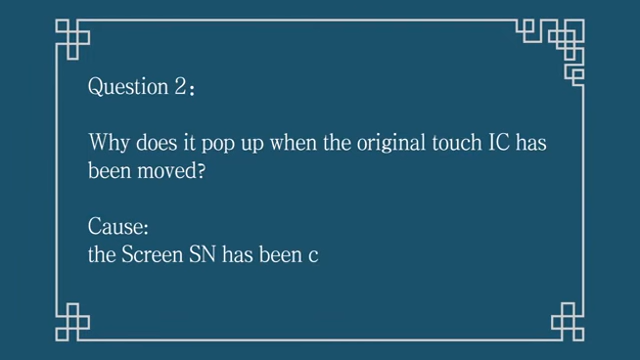 Question 2：
Why does it pop up when the original touch IC has
been moved?
Cause:
the Screen SN has been c